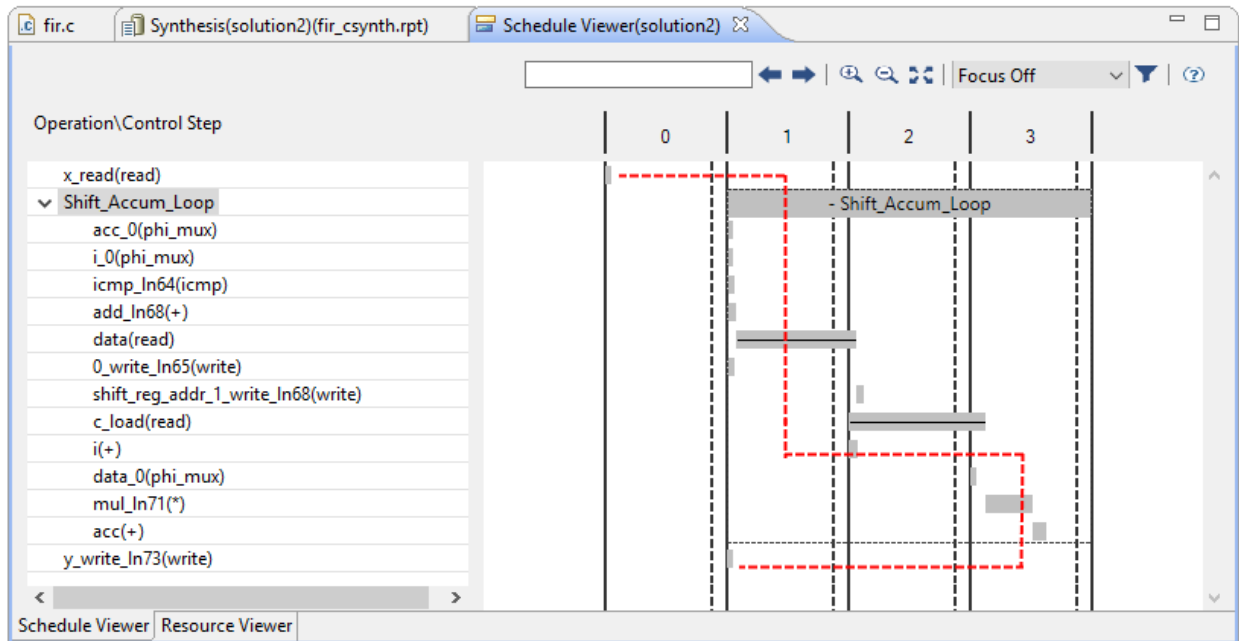 fir.c Synthesis(solution2)(fir_csynth.rpt) Schedule Viewer(solution2)
Focus Off
Operation\Control Step 0 1 2 3
x_read(read)
Shift_Accum_Loop - Shift_Accum_Loop
acc_0(phi_mux)
i_0(phi_mux)
icmp_ln64(icmp)
add_ln68(+)
data(read)
0_write_ln65(write)
shift_reg_addr_1_write_ln68(write)
c_load(read)
i(+)
data_0(phi_mux)
mul_ln71(*)
acc(+)
y_write_ln73(write)
Schedule Viewer Resource Viewer